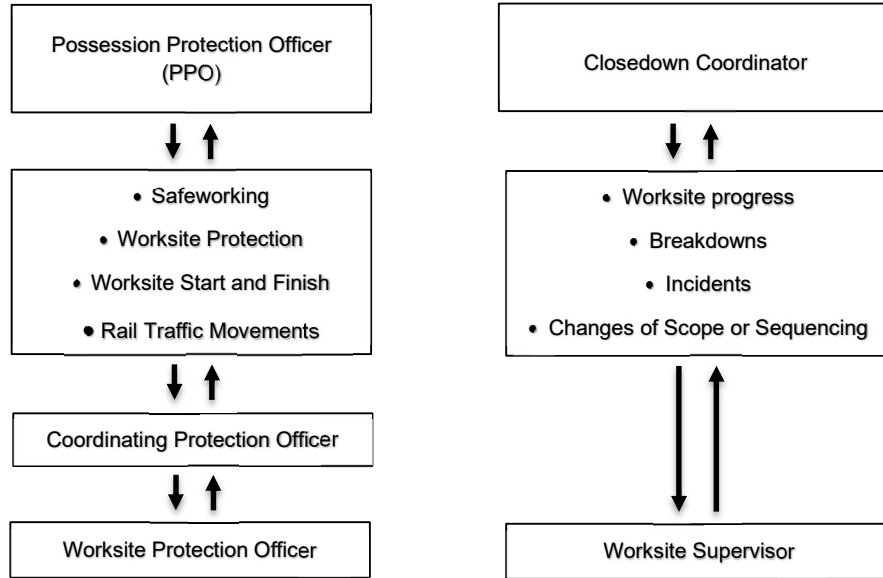 Possession Protection Officer
(PPO)
• Safeworking
• Worksite Protection
• Worksite Start and Finish
• Rail Traffic Movements
Coordinating Protection Officer
Worksite Protection Officer
Closedown Coordinator
• Worksite progress
• Breakdowns
• Incidents
• Changes of Scope or Sequencing
Worksite Supervisor